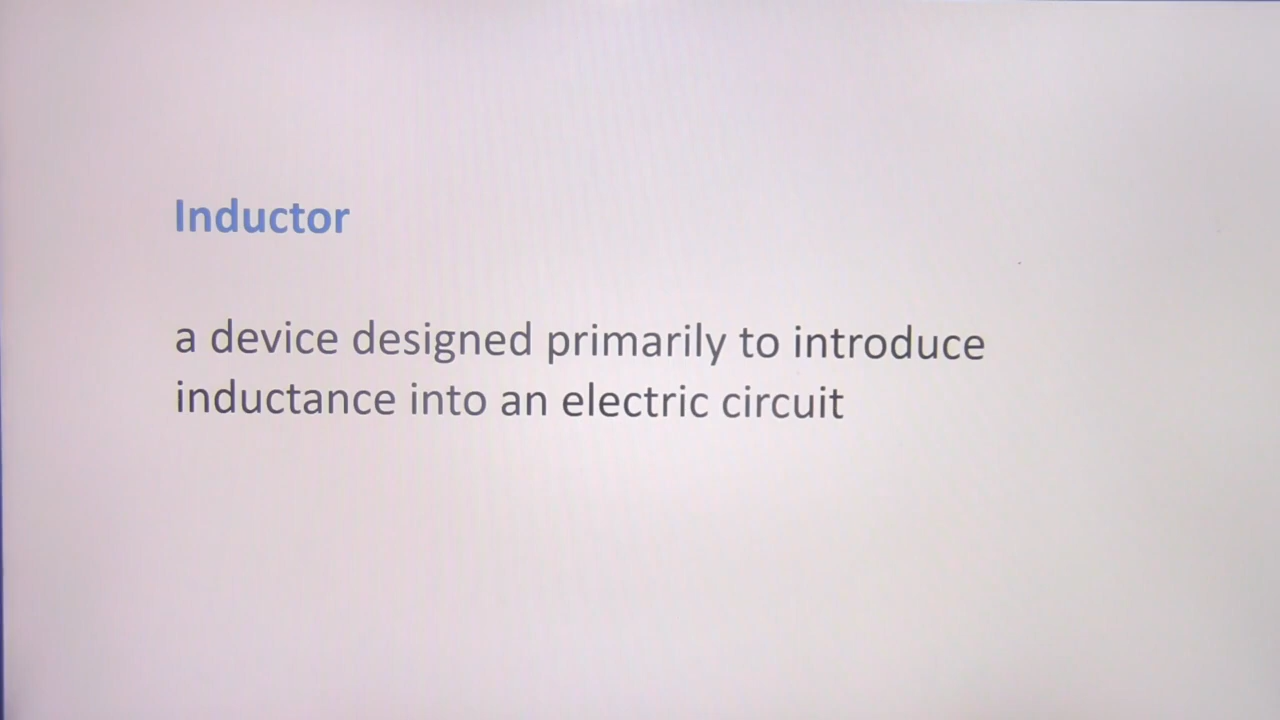 Inductor
a device designed primarily to introduce
inductance into an electric circuit